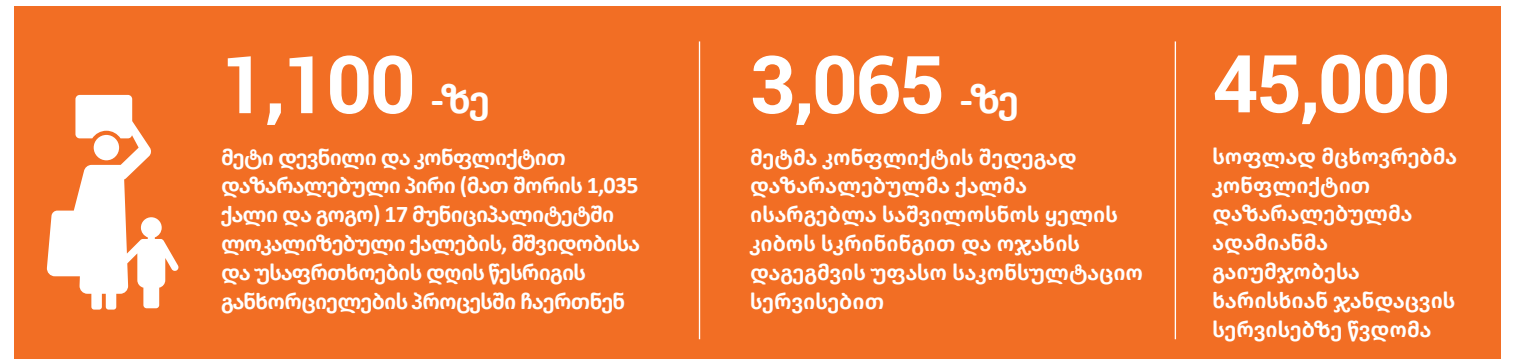 1,100 -ზე
მეტი დევნილი და კონფლიქტით
დაზარალებული პირი (მათ შორის 1,035
ქალი და გოგო) 17 მუნიციპალიტეტში
ლოკალიზებული ქალების, მშვიდობისა
და უსაფრთხოების დღის წესრიგის
განხორციელების პროცესში ჩაერთნენ
3,065 -ზე
მეტმა კონფლიქტის შედეგად
დაზარალებულმა ქალმა
ისარგებლა საშვილოსნოს ყელის
კიბოს სკრინინგით და ოჯახის
დაგეგმვის უფასო საკონსულტაციო
სერვისებით
45,000
სოფლად მცხოვრებმა
კონფლიქტით
დაზარალებულმა
ადამიანმა
გაიუმჯობესა
ხარისხიან ჯანდაცვის
სერვისებზე წვდომა